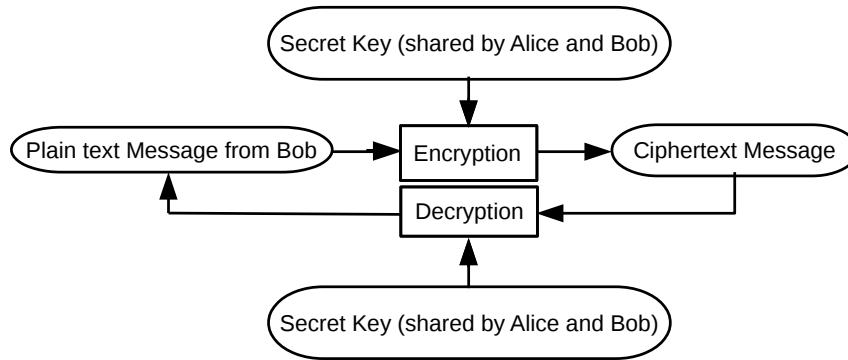 Secret Key (shared by Alice and Bob)
Plain text Message from Bob
Encryption
Ciphertext Message
Decryption
Secret Key (shared by Alice and Bob)